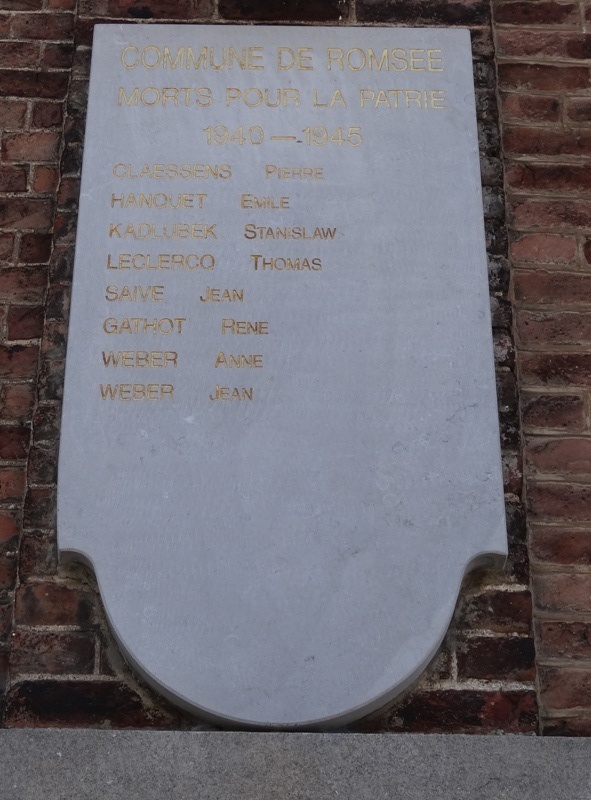 COMMUNE DE ROMSEE
MORTS POUR LA PATRIE
1940—1945
CLAESSENS PIERRE
HANQUET EMILE
KADLUBEK STANISLAW
LECLERCQ THOMAS
SAIVE JEAN
GATHOT RENE
WEBER ANNE
WEBER JEAN